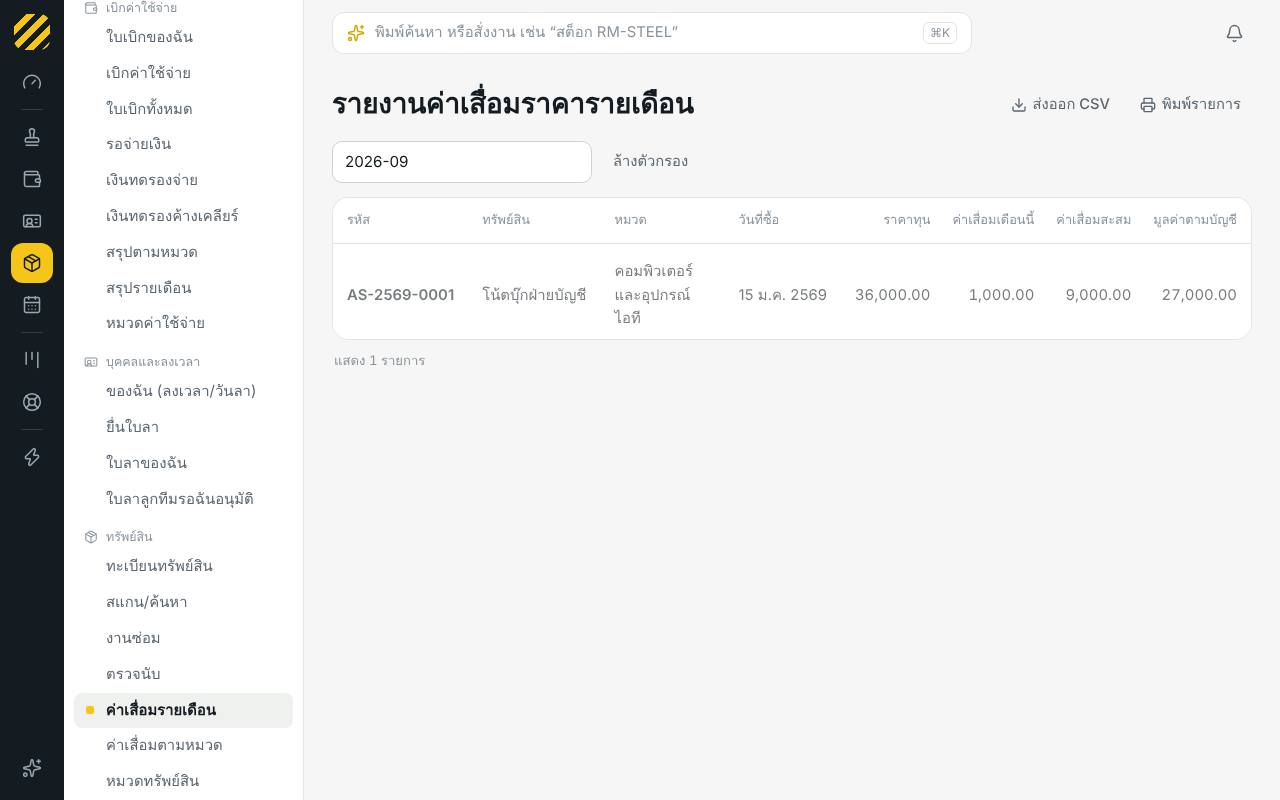 เบิกค่าใช้จ่าย
ใบเบิกของฉัน
เบิกค่าใช้จ่าย
ใบเบิกทั้งหมด
รอจ่ายเงิน
เงินทดรองจ่าย
เงินทดรองค้างเคลียร์
สรุปตามหมวด
สรุปรายเดือน
หมวดค่าใช้จ่าย
บุคคลและลงเวลา
ของฉัน (ลงเวลา/วันลา)
ยื่นใบลา
ใบลาของฉัน
ใบลาลูกทีมรอฉันอนุมัติ
ทรัพย์สิน
ทะเบียนทรัพย์สิน
สแกน/ค้นหา
งานซ่อม
ตรวจนับ
ค่าเสื่อมรายเดือน
ค่าเสื่อมตามหมวด
หมวดทรัพย์สิน
พิมพ์ค้นหา หรือสั่งงาน เช่น “สต็อก RM-STEEL” ⌘K
รายงานค่าเสื่อมราคารายเดือน
ส่งออก CSV พิมพ์รายการ
2026-09 ล้างตัวกรอง
รหัส ทรัพย์สิน หมวด วันที่ซื้อ ราคาทุน ค่าเสื่อมเดือนนี้ ค่าเสื่อมสะสม มูลค่าตามบัญชี
AS-2569-0001 โน้ตบุ๊กฝ่ายบัญชี คอมพิวเตอร์และอุปกรณ์ไอที 15 ม.ค. 2569 36,000.00 1,000.00 9,000.00 27,000.00
แสดง 1 รายการ